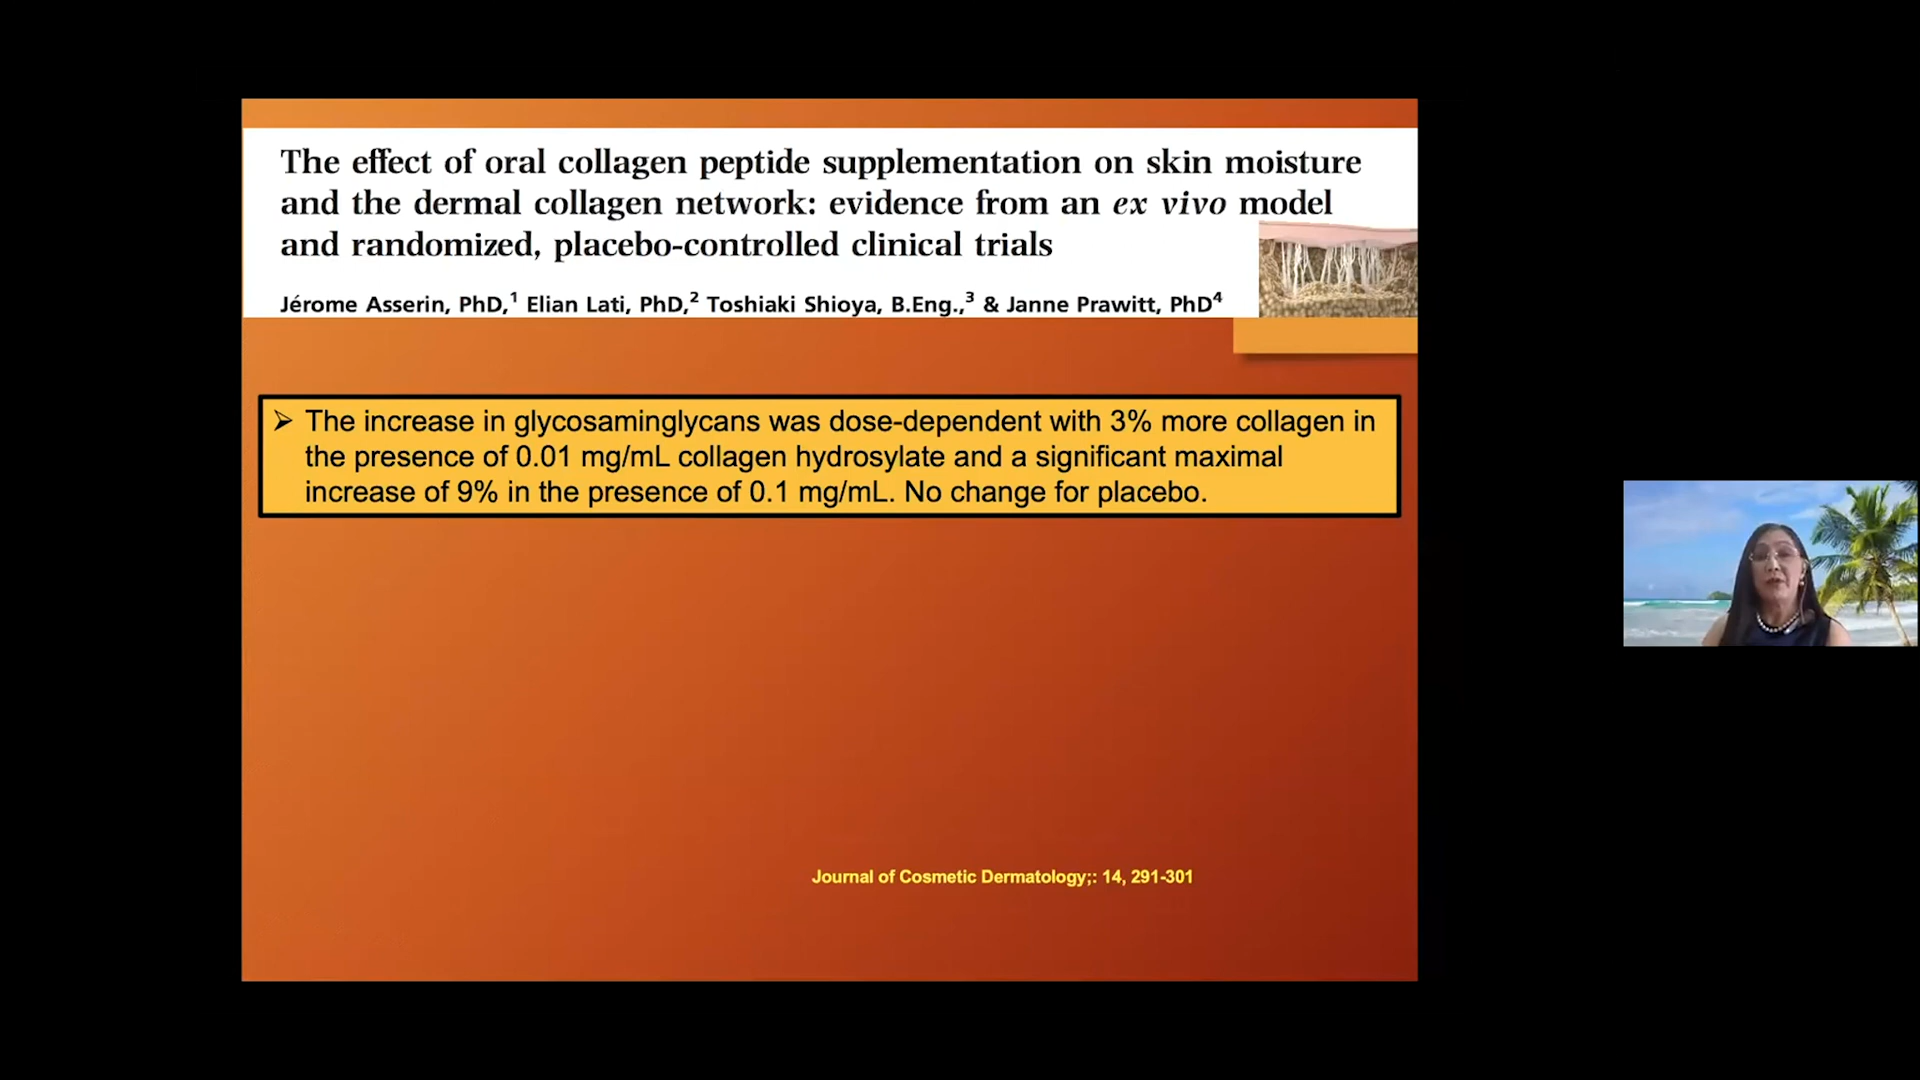 The effect of oral collagen peptide supplementation on skin moisture
and the dermal collagen network: evidence from an ex vivo model
and randomized, placebo-controlled clinical trials
Jérome Asserin, PhD,1 Elian Lati, PhD,2 Toshiaki Shioya, B.Eng.,3 & Janne Prawitt, PhD4
➢ The increase in glycosaminglycans was dose-dependent with 3% more collagen in
the presence of 0.01 mg/mL collagen hydrosylate and a significant maximal
increase of 9% in the presence of 0.1 mg/mL. No change for placebo.
Journal of Cosmetic Dermatology;: 14, 291-301